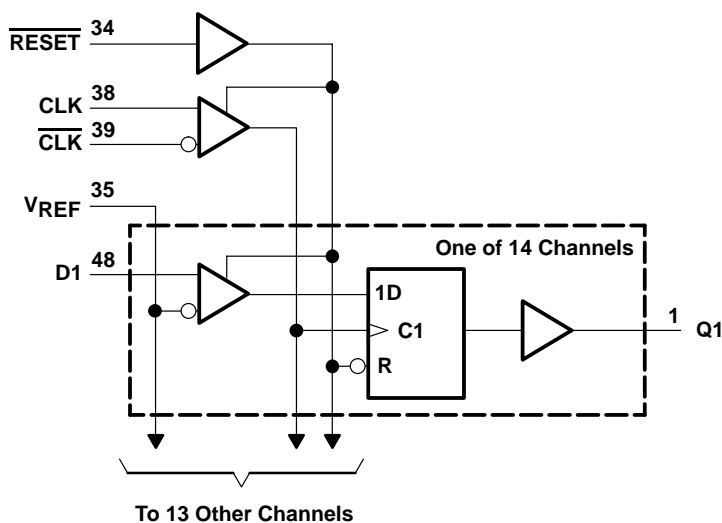 RESET 34
CLK 38
CLK 39
VREF 35
One of 14 Channels
D1 48
1D
C1
R
1 Q1
To 13 Other Channels